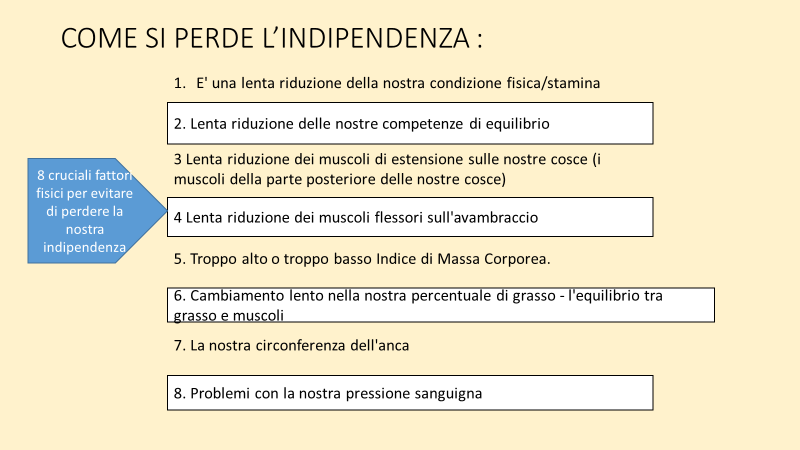 COME SI PERDE L’INDIPENDENZA :
1. E' una lenta riduzione della nostra condizione fisica/stamina
2. Lenta riduzione delle nostre competenze di equilibrio
3 Lenta riduzione dei muscoli di estensione sulle nostre cosce (i
muscoli della parte posteriore delle nostre cosce)
8 cruciali fattori
fisici per evitare
di perdere la
nostra
indipendenza
4 Lenta riduzione dei muscoli flessori sull'avambraccio
5. Troppo alto o troppo basso Indice di Massa Corporea.
6. Cambiamento lento nella nostra percentuale di grasso - l'equilibrio tra
grasso e muscoli
7. La nostra circonferenza dell'anca
8. Problemi con la nostra pressione sanguigna